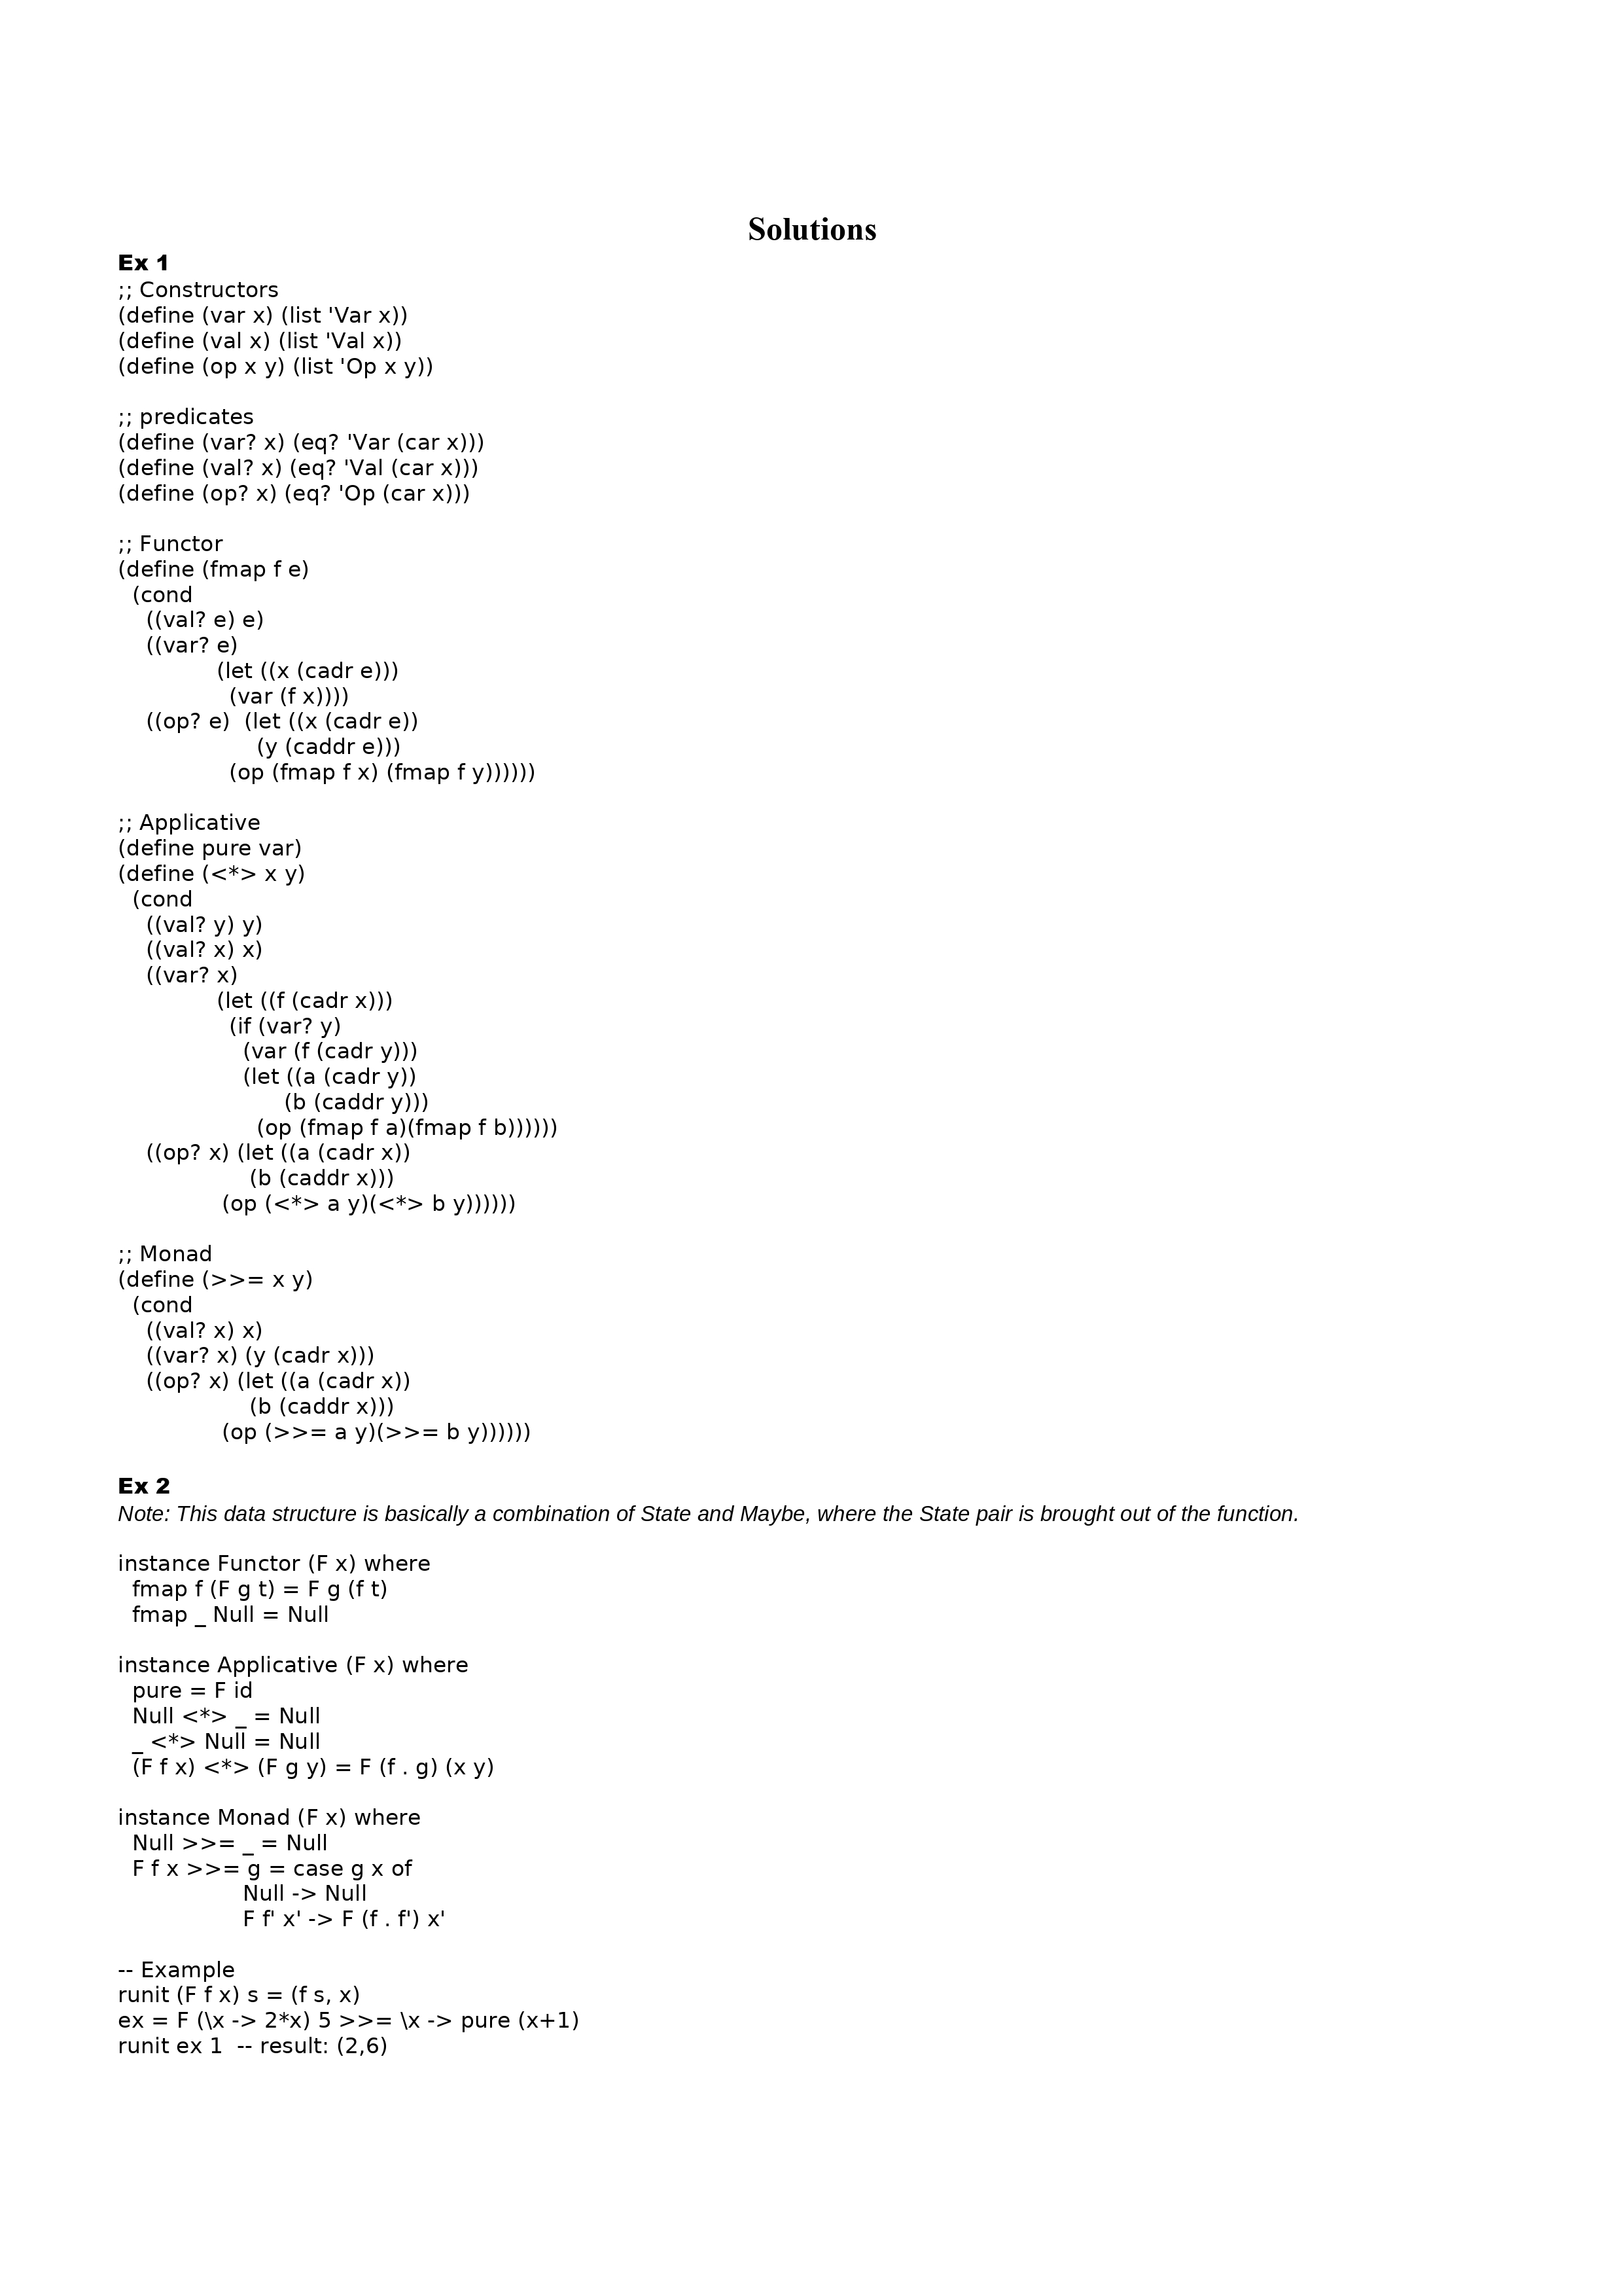 Solutions
Ex 1
;; Constructors
(define (var x) (list 'Var x))
(define (val x) (list 'Val x))
(define (op x y) (list 'Op x y))
;; predicates
(define (var? x) (eq? 'Var (car x)))
(define (val? x) (eq? 'Val (car x)))
(define (op? x) (eq? 'Op (car x)))
;; Functor
(define (fmap f e)
  (cond
    ((val? e) e)
    ((var? e)
              (let ((x (cadr e)))
                (var (f x))))
    ((op? e)  (let ((x (cadr e))
                    (y (caddr e)))
                (op (fmap f x) (fmap f y))))))
;; Applicative
(define pure var)
(define (<*> x y)
  (cond
    ((val? y) y)
    ((val? x) x)
    ((var? x)
              (let ((f (cadr x)))
                (if (var? y)
                  (var (f (cadr y)))
                  (let ((a (cadr y))
                        (b (caddr y)))
                    (op (fmap f a)(fmap f b))))))
    ((op? x) (let ((a (cadr x))
                   (b (caddr x)))
               (op (<*> a y)(<*> b y))))))
;; Monad
(define (>>= x y)
  (cond
    ((val? x) x)
    ((var? x) (y (cadr x)))
    ((op? x) (let ((a (cadr x))
                   (b (caddr x)))
               (op (>>= a y)(>>= b y))))))
Ex 2
Note: This data structure is basically a combination of State and Maybe, where the State pair is brought out of the function.
instance Functor (F x) where
  fmap f (F g t) = F g (f t)
  fmap _ Null = Null
instance Applicative (F x) where
  pure = F id
  Null <*> _ = Null
  _ <*> Null = Null
  (F f x) <*> (F g y) = F (f . g) (x y)
instance Monad (F x) where
  Null >>= _ = Null
  F f x >>= g = case g x of
                  Null -> Null
                  F f' x' -> F (f . f') x'
-- Example
runit (F f x) s = (f s, x)
ex = F (\x -> 2*x) 5 >>= \x -> pure (x+1)
runit ex 1  -- result: (2,6)